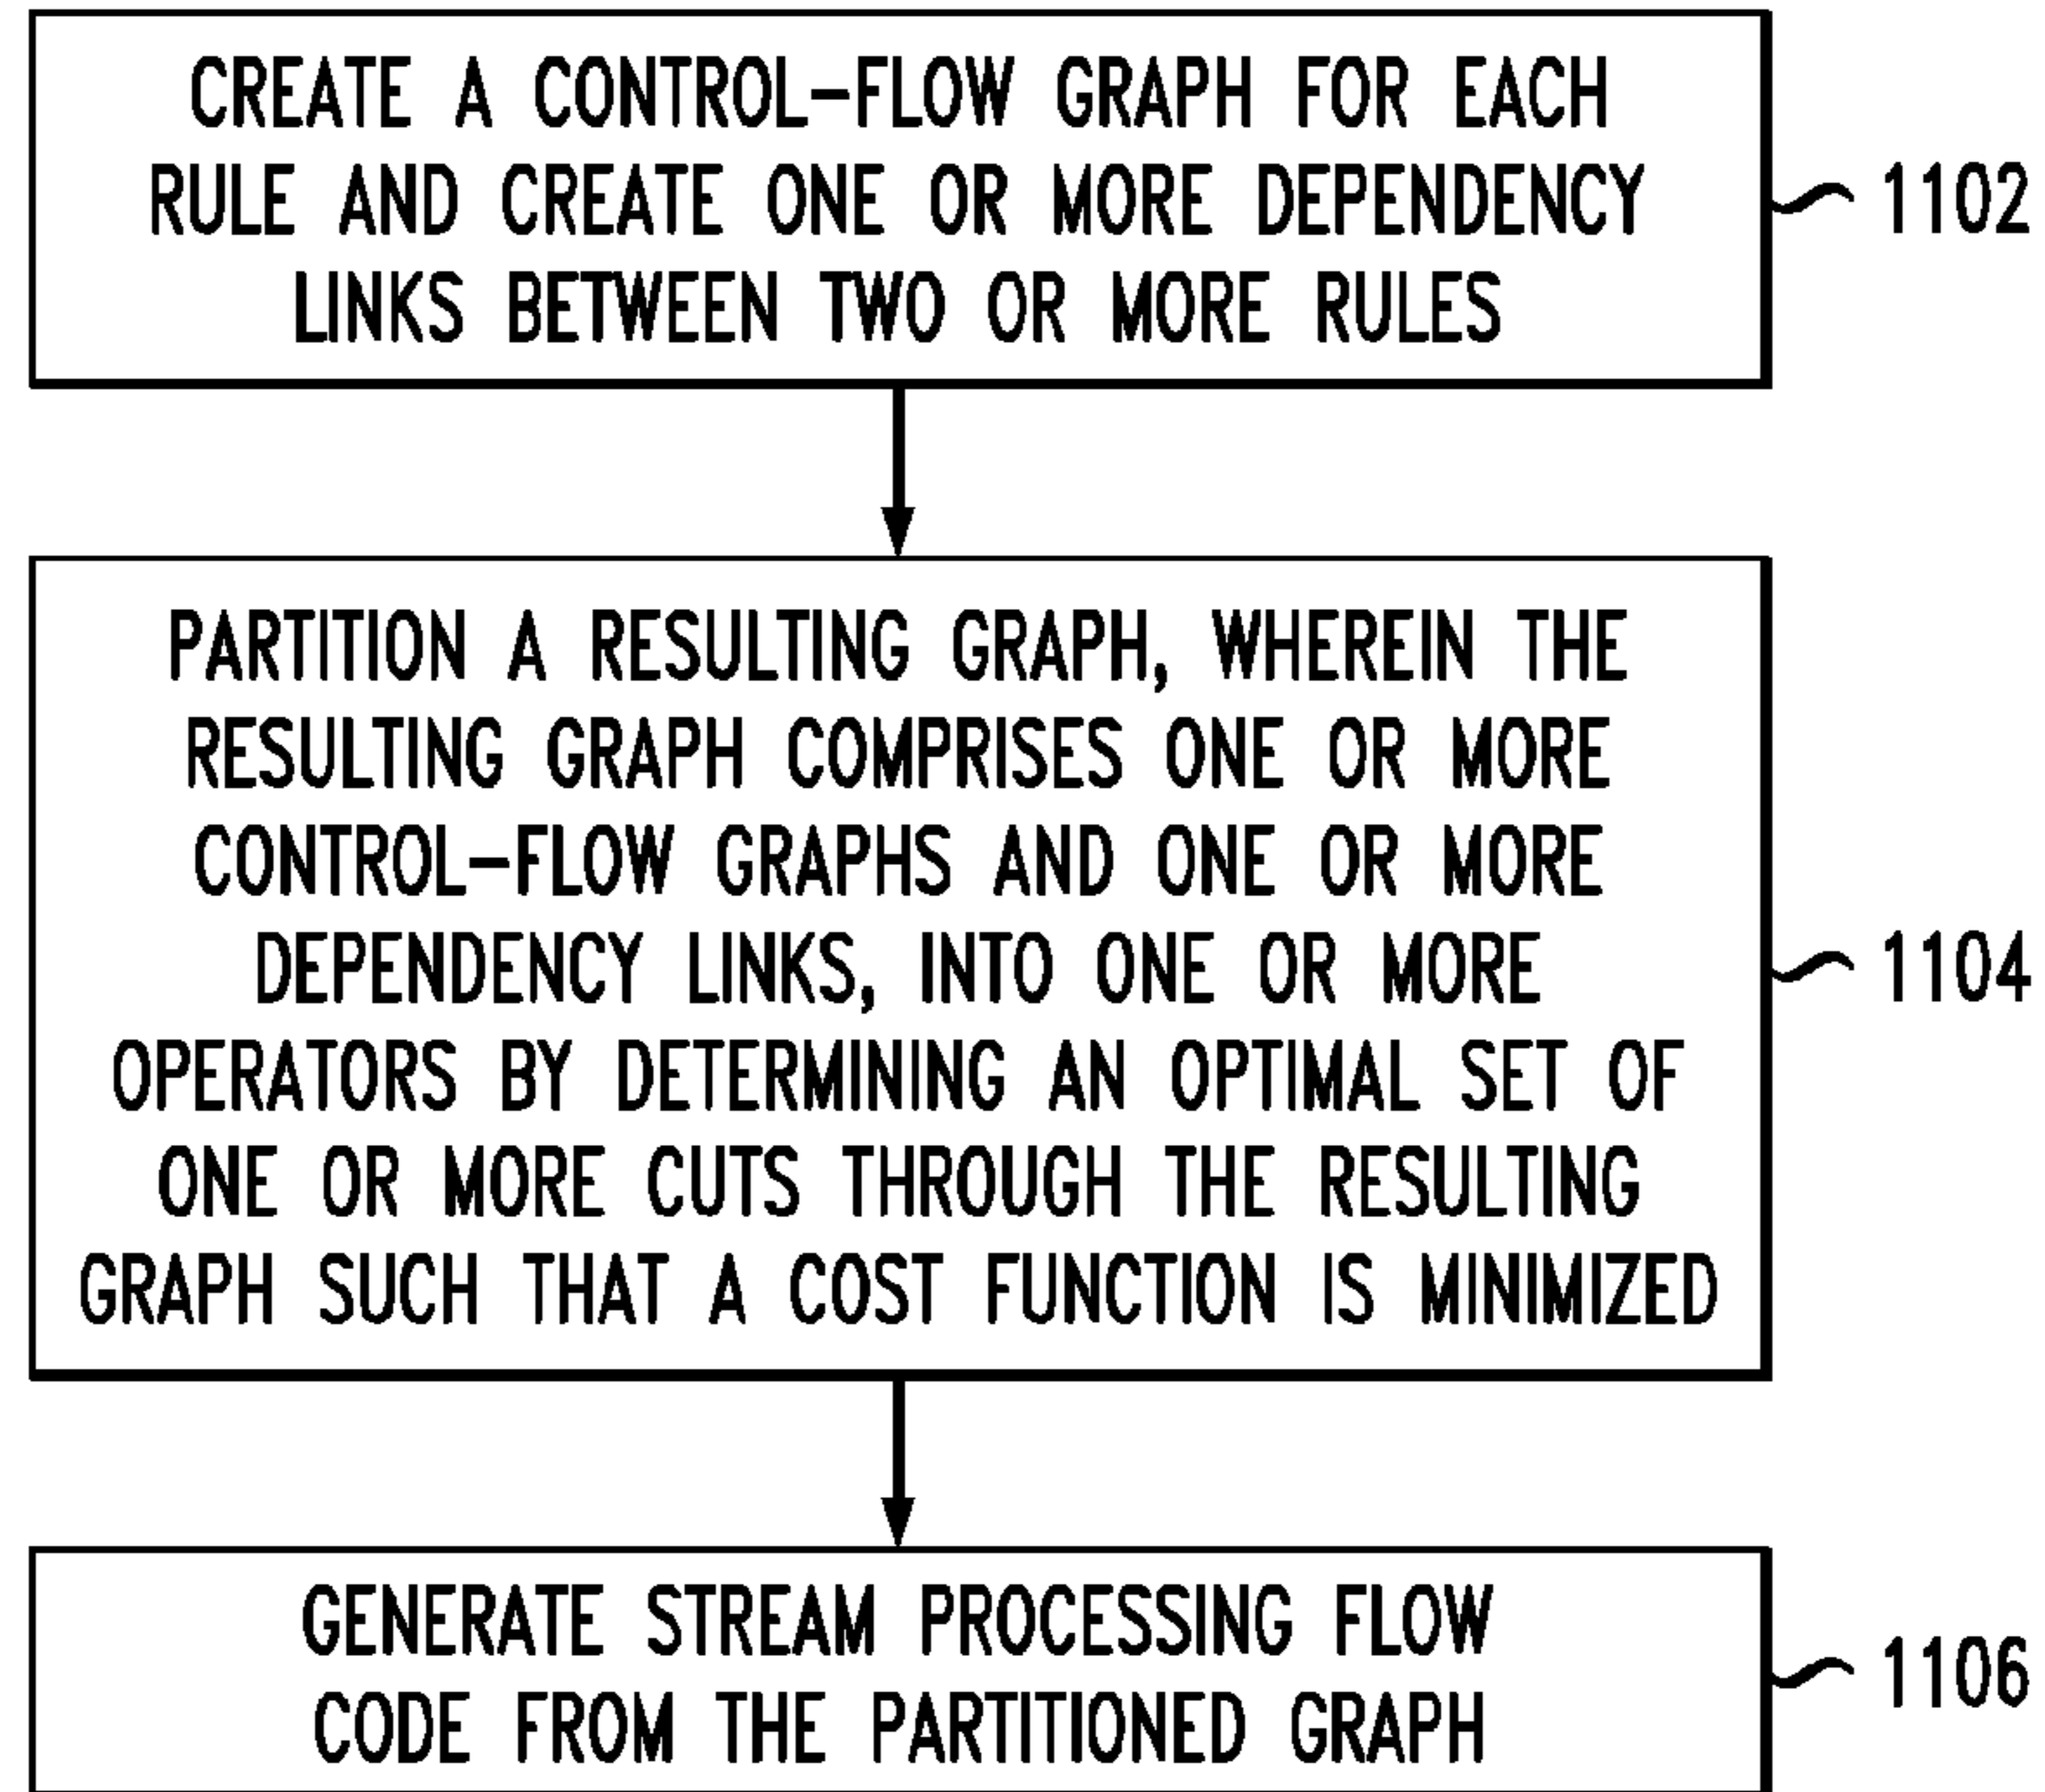 CREATE A CONTROL-FLOW GRAPH FOR EACH
RULE AND CREATE ONE OR MORE DEPENDENCY
LINKS BETWEEN TWO OR MORE RULES
1102
PARTITION A RESULTING GRAPH, WHEREIN THE
RESULTING GRAPH COMPRISES ONE OR MORE
CONTROL-FLOW GRAPHS AND ONE OR MORE
DEPENDENCY LINKS, INTO ONE OR MORE
OPERATORS BY DETERMINING AN OPTIMAL SET OF
ONE OR MORE CUTS THROUGH THE RESULTING
GRAPH SUCH THAT A COST FUNCTION IS MINIMIZED
1104
GENERATE STREAM PROCESSING FLOW
CODE FROM THE PARTITIONED GRAPH
1106